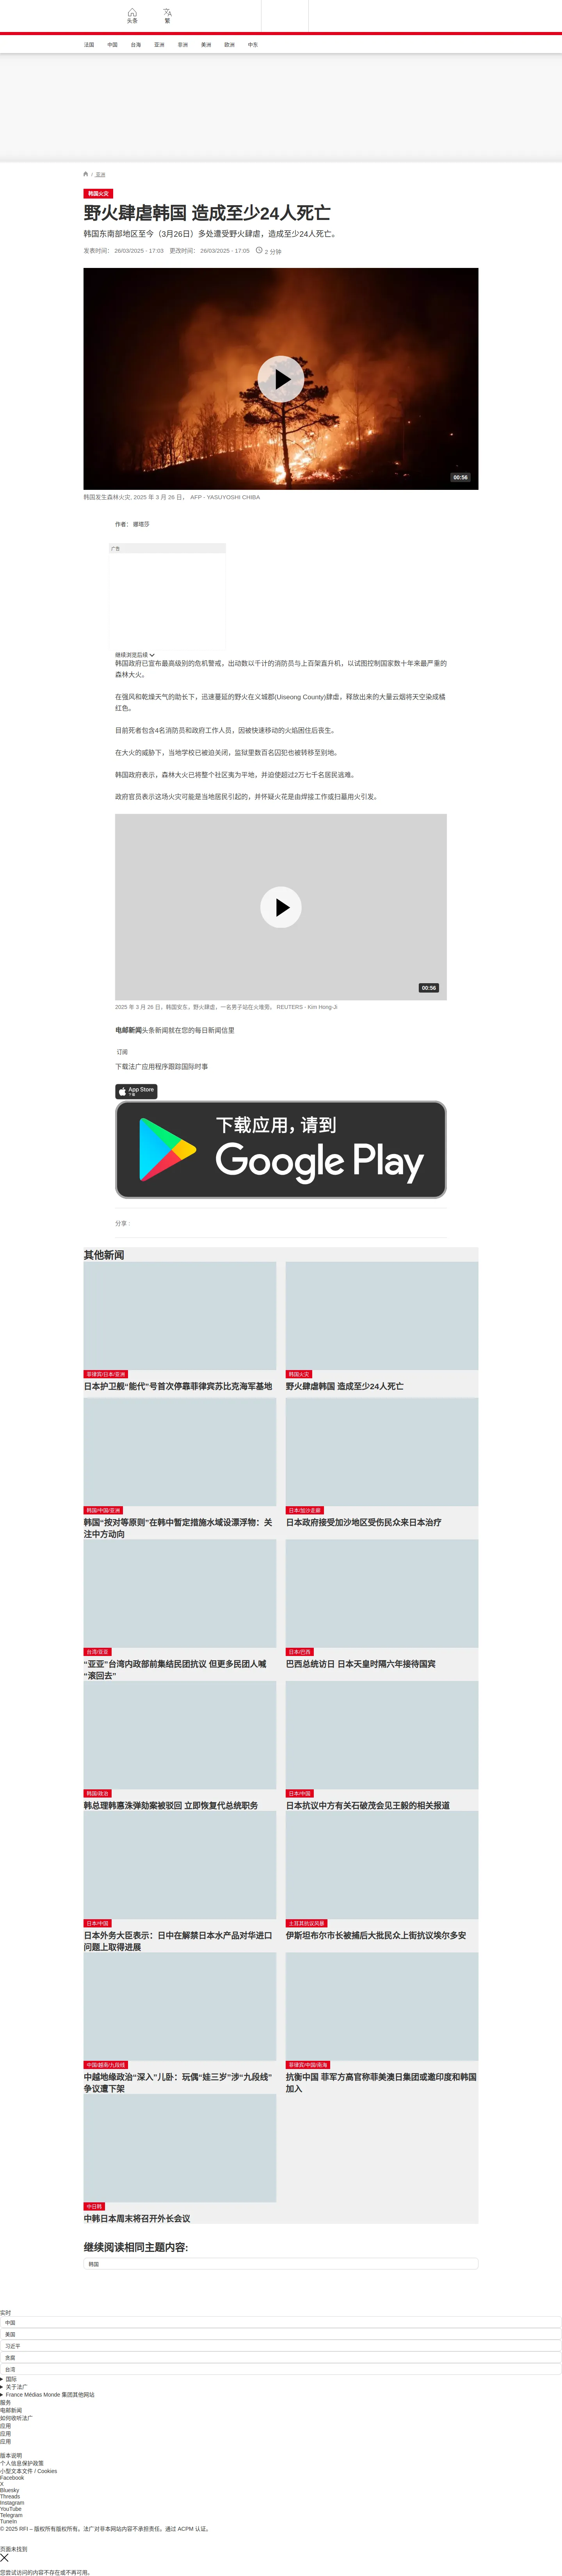 头条
繁
法国 中国 台海 亚洲 非洲 美洲 欧洲 中东
/ 亚洲
韩国火灾
野火肆虐韩国 造成至少24人死亡
韩国东南部地区至今（3月26日）多处遭受野火肆虐，造成至少24人死亡。
发表时间： 26/03/2025 - 17:03 更改时间： 26/03/2025 - 17:05 2 分钟
00:56
韩国发生森林火灾, 2025 年 3 月 26 日， AFP - YASUYOSHI CHIBA
作者： 娜塔莎
广告
继续浏览后续
韩国政府已宣布最高级别的危机警戒，出动数以千计的消防员与上百架直升机，以试图控制国家数十年来最严重的
森林大火。
在强风和乾燥天气的助长下，迅速蔓延的野火在义城郡(Uiseong County)肆虐，释放出来的大量云烟将天空染成橘
红色。
目前死者包含4名消防员和政府工作人员，因被快速移动的火焰困住后丧生。
在大火的威胁下，当地学校已被迫关闭，监狱里数百名囚犯也被转移至别地。
韩国政府表示，森林大火已将整个社区夷为平地，并迫使超过2万七千名居民逃难。
政府官员表示这场火灾可能是当地居民引起的，并怀疑火花是由焊接工作或扫墓用火引发。
00:56
2025 年 3 月 26 日，韩国安东，野火肆虐，一名男子站在火堆旁。 REUTERS - Kim Hong-Ji
电邮新闻头条新闻就在您的每日新闻信里
订阅
下载法广应用程序跟踪国际时事
App Store
下载
下载应用，请到
Google Play
分享 :
其他新闻
菲律宾/日本/亚洲
日本护卫舰“能代”号首次停靠菲律宾苏比克海军基地
韩国火灾
野火肆虐韩国 造成至少24人死亡
韩国/中国/亚洲
韩国“按对等原则”在韩中暂定措施水域设漂浮物：关
注中方动向
日本/加沙走廊
日本政府接受加沙地区受伤民众来日本治疗
台湾/亚亚
“亚亚”台湾内政部前集结民团抗议 但更多民团人喊
“滚回去”
日本/巴西
巴西总统访日 日本天皇时隔六年接待国宾
韩国/政治
韩总理韩悳洙弹劾案被驳回 立即恢复代总统职务
日本/中国
日本抗议中方有关石破茂会见王毅的相关报道
日本/中国
日本外务大臣表示：日中在解禁日本水产品对华进口
问题上取得进展
土耳其抗议风暴
伊斯坦布尔市长被捕后大批民众上街抗议埃尔多安
中国/越南/九段线
中越地缘政治“深入”儿卧：玩偶“娃三岁”涉“九段线”
争议遭下架
菲律宾/中国/南海
抗衡中国 菲军方高官称菲美澳日集团或邀印度和韩国
加入
中日韩
中韩日本周末将召开外长会议
继续阅读相同主题内容:
韩国
实时
中国
美国
习近平
贪腐
台湾
国际
关于法广
France Médias Monde 集团其他网站
服务
电邮新闻
如何收听法广
应用
应用
应用
版本说明
个人信息保护政策
小型文本文件 / Cookies
Facebook
X
Bluesky
Threads
Instagram
YouTube
Telegram
TuneIn
© 2025 RFI – 版权所有版权所有。法广对非本网站内容不承担责任。通过 ACPM 认证。
页面未找到
您尝试访问的内容不存在或不再可用。